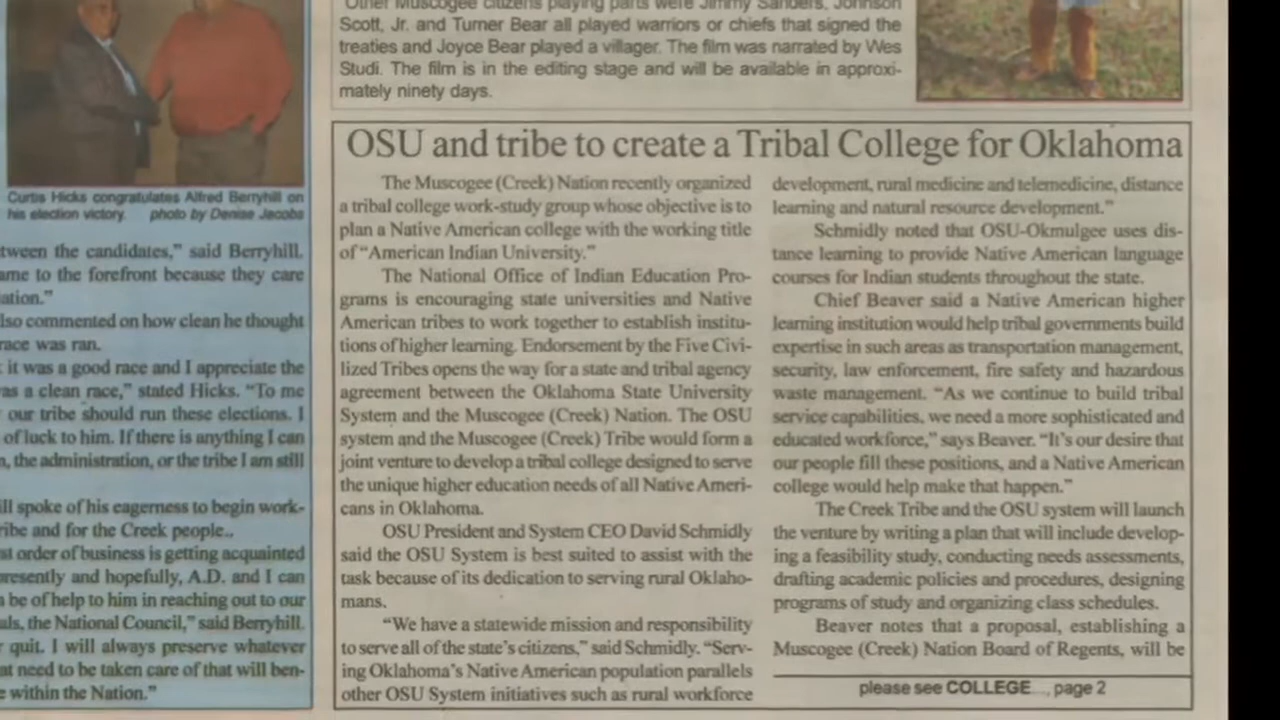 Curtis Hicks congratulates Alfred Berryhill on
his election victory. photo by Denise Jacobs
tween the candidates,” said Berryhill.
ame to the forefront because they care
ation.”
lso commented on how clean he thought
race was ran.
it was a good race and I appreciate the
as a clean race,” stated Hicks. “To me
our tribe should run these elections. I
of luck to him. If there is anything I can
, the administration, or the tribe I am still
ill spoke of his eagerness to begin work-
ribe and for the Creek people..
st order of business is getting acquainted
presently and hopefully, A.D. and I can
be of help to him in reaching out to our
als, the National Council,” said Berryhill.
quit. I will always preserve whatever
at need to be taken care of that will ben-
e within the Nation.”
Other Muscogee citizens playing parts were Jimmy Sanders, Johnson
Scott, Jr. and Turner Bear all played warriors or chiefs that signed the
treaties and Joyce Bear played a villager. The film was narrated by Wes
Studi. The film is in the editing stage and will be available in approxi-
mately ninety days.
OSU and tribe to create a Tribal College for Oklahoma
The Muscogee (Creek) Nation recently organized
a tribal college work-study group whose objective is to
plan a Native American college with the working title
of “American Indian University.”
The National Office of Indian Education Pro-
grams is encouraging state universities and Native
American tribes to work together to establish institu-
tions of higher learning. Endorsement by the Five Civi-
lized Tribes opens the way for a state and tribal agency
agreement between the Oklahoma State University
System and the Muscogee (Creek) Nation. The OSU
system and the Muscogee (Creek) Tribe would form a
joint venture to develop a tribal college designed to serve
the unique higher education needs of all Native Ameri-
cans in Oklahoma.
OSU President and System CEO David Schmidly
said the OSU System is best suited to assist with the
task because of its dedication to serving rural Oklaho-
mans.
“We have a statewide mission and responsibility
to serve all of the state’s citizens,” said Schmidly. “Serv-
ing Oklahoma’s Native American population parallels
other OSU System initiatives such as rural workforce
development, rural medicine and telemedicine, distance
learning and natural resource development.”
Schmidly noted that OSU-Okmulgee uses dis-
tance learning to provide Native American language
courses for Indian students throughout the state.
Chief Beaver said a Native American higher
learning institution would help tribal governments build
expertise in such areas as transportation management,
security, law enforcement, fire safety and hazardous
waste management. “As we continue to build tribal
service capabilities, we need a more sophisticated and
educated workforce,” says Beaver. “It’s our desire that
our people fill these positions, and a Native American
college would help make that happen.”
The Creek Tribe and the OSU system will launch
the venture by writing a plan that will include develop-
ing a feasibility study, conducting needs assessments,
drafting academic policies and procedures, designing
programs of study and organizing class schedules.
Beaver notes that a proposal, establishing a
Muscogee (Creek) Nation Board of Regents, will be
please see COLLEGE..., page 2